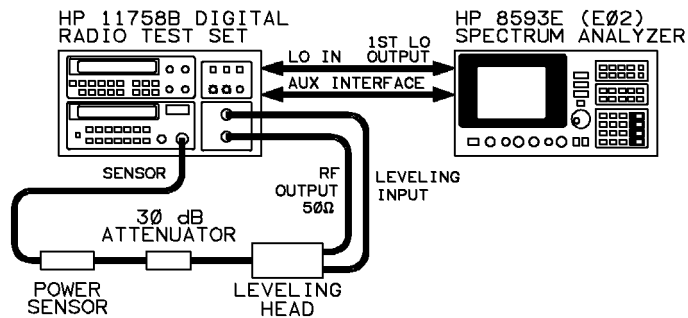 HP 11758B DIGITAL
RADIO TEST SET
HP 8593E (EØ2)
SPECTRUM ANALYZER
LO IN
1ST LO
OUTPUT
AUX INTERFACE
SENSOR
RF
OUTPUT
50Ω
LEVELING
INPUT
3Ø dB
ATTENUATOR
POWER
SENSOR
LEVELING
HEAD